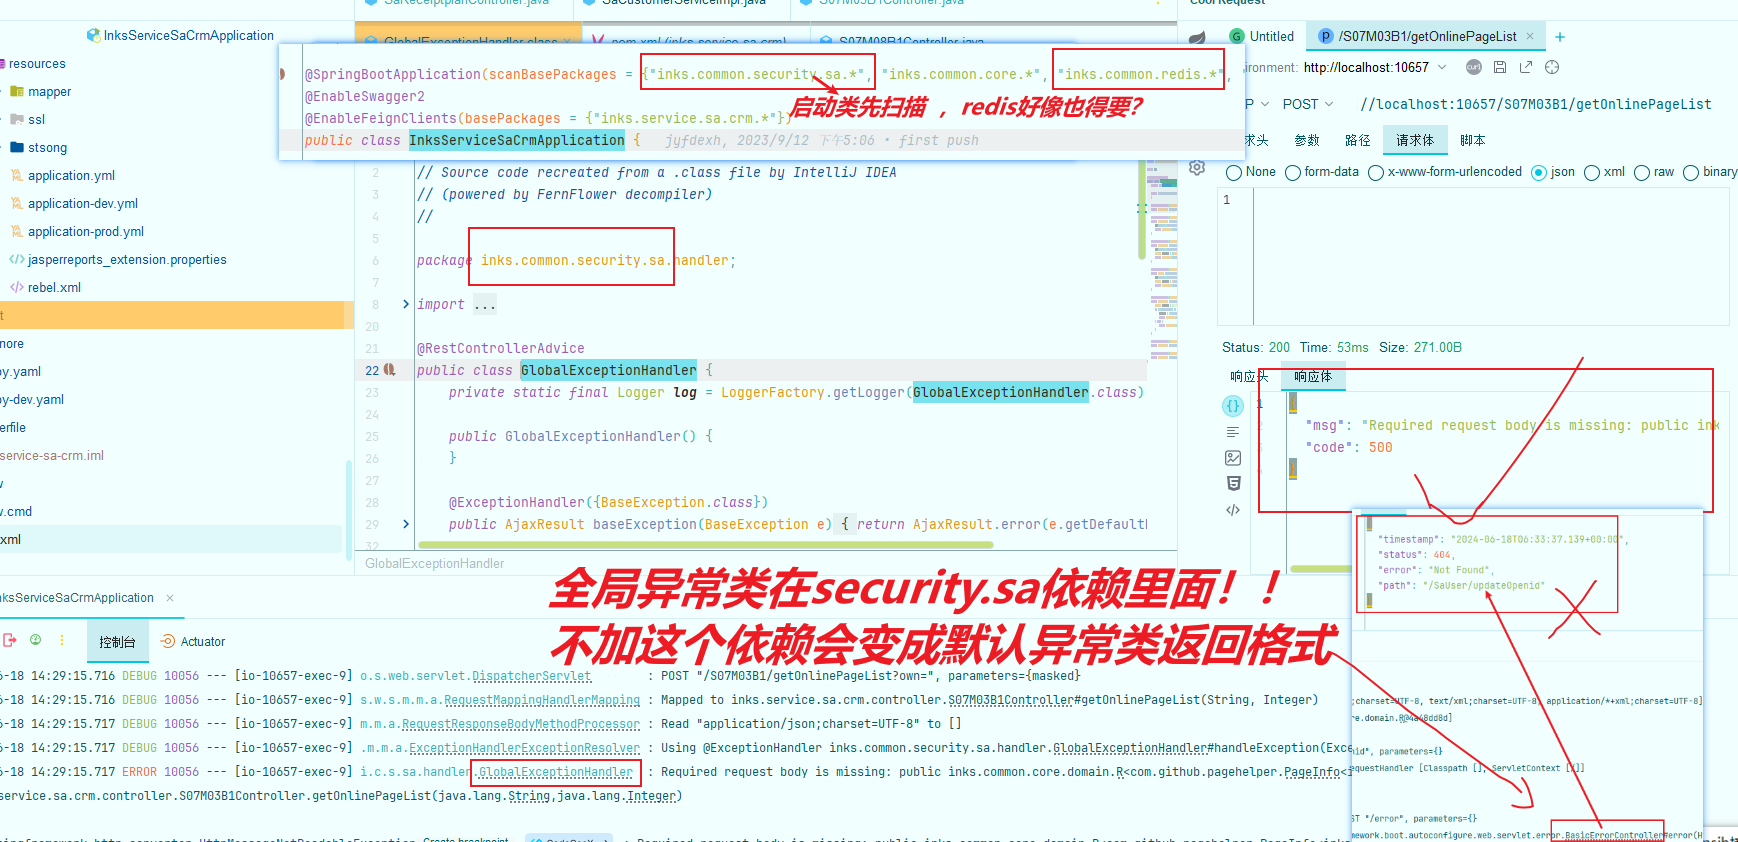 SaReceiptplanController.java
SaCustomerServiceImpl.java
S07M03B1Controller.java
Cool Request
InksServiceSaCrmApplication
GlobalExceptionHandler.class
pom.xml (inks-service-sa-crm)
S07M08B1Controller.java
Untitled
/S07M03B1/getOnlinePageList
resources
mapper
ssl
stsong
application.yml
application-dev.yml
application-prod.yml
jasperreports_extension.properties
rebel.xml
t
nore
oy.yaml
oy-dev.yaml
erfile
service-sa-crm.iml
w
w.cmd
xml
@SpringBootApplication(scanBasePackages = {"inks.common.security.sa.*", "inks.common.core.*", "inks.common.redis.*",
@EnableSwagger2
@EnableFeignClients(basePackages = {"inks.service.sa.crm.*"})
public class InksServiceSaCrmApplication {   jyfdexh, 2023/9/12 下午5:06 • first push
启动类先扫描 ，redis好像也得要?
2 // Source code recreated from a .class file by IntelliJ IDEA
3 // (powered by FernFlower decompiler)
4 //
5
6 package inks.common.security.sa.handler;
7
8 import ...
20
21 @RestControllerAdvice
22 public class GlobalExceptionHandler {
23 private static final Logger log = LoggerFactory.getLogger(GlobalExceptionHandler.class)
24
25 public GlobalExceptionHandler() {
26 }
27
28 @ExceptionHandler({BaseException.class})
29 public AjaxResult baseException(BaseException e) { return AjaxResult.error(e.getDefault
32
GlobalExceptionHandler
ironment: http://localhost:10657
P POST //localhost:10657/S07M03B1/getOnlinePageList
求头 参数 路径 请求体 脚本
None form-data x-www-form-urlencoded json xml raw binary
1
Status: 200 Time: 53ms Size: 271.00B
响应头 响应体
1 {
"msg": "Required request body is missing: public ink
"code": 500
}
{
"timestamp": "2024-06-18T06:33:37.139+00:00",
"status": 404,
"error": "Not Found",
"path": "/SaUser/updateOpenid"
}
全局异常类在security.sa依赖里面！！
不加这个依赖会变成默认异常类返回格式
nksServiceSaCrmApplication
控制台 Actuator
6-18 14:29:15.716 DEBUG 10056 --- [io-10657-exec-9] o.s.web.servlet.DispatcherServlet : POST "/S07M03B1/getOnlinePageList?own=", parameters={masked}
6-18 14:29:15.716 DEBUG 10056 --- [io-10657-exec-9] s.w.s.m.m.a.RequestMappingHandlerMapping : Mapped to inks.service.sa.crm.controller.S07M03B1Controller#getOnlinePageList(String, Integer)
6-18 14:29:15.717 DEBUG 10056 --- [io-10657-exec-9] m.m.a.RequestResponseBodyMethodProcessor : Read "application/json;charset=UTF-8" to []
6-18 14:29:15.717 DEBUG 10056 --- [io-10657-exec-9] .m.m.a.ExceptionHandlerExceptionResolver : Using @ExceptionHandler inks.common.security.sa.handler.GlobalExceptionHandler#handleException(Exce
6-18 14:29:15.717 ERROR 10056 --- [io-10657-exec-9] i.c.s.sa.handler.GlobalExceptionHandler : Required request body is missing: public inks.common.core.domain.R<com.github.pagehelper.PageInfo<i
service.sa.crm.controller.S07M03B1Controller.getOnlinePageList(java.lang.String,java.lang.Integer)
;charset=UTF-8, text/xml;charset=UTF-8, application/*+xml;charset=UTF-8]
re.domain.R@4a48dd8d]
nid", parameters={}
equestHandler [Classpath [], ServletContext [/]]
ST "/error", parameters={}
mework.boot.autoconfigure.web.servlet.error.BasicErrorController#error(H